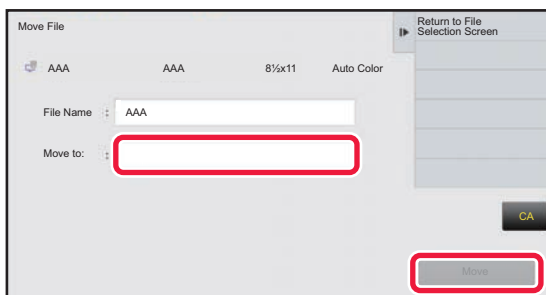 Move File
Return to File
Selection Screen
AAA AAA 8½x11 Auto Color
File Name : AAA
Move to: :
CA
Move